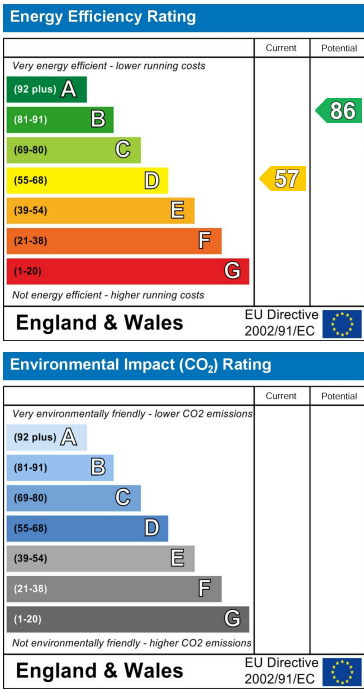 Energy Efficiency Rating
Current Potential
Very energy efficient - lower running costs
(92 plus) A
(81-91) B
86
(69-80) C
(55-68) D
57
(39-54) E
(21-38) F
(1-20) G
Not energy efficient - higher running costs
England & Wales
EU Directive
2002/91/EC
Environmental Impact (CO2) Rating
Current Potential
Very environmentally friendly - lower CO2 emissions
(92 plus) A
(81-91) B
(69-80) C
(55-68) D
(39-54) E
(21-38) F
(1-20) G
Not environmentally friendly - higher CO2 emissions
England & Wales
EU Directive
2002/91/EC